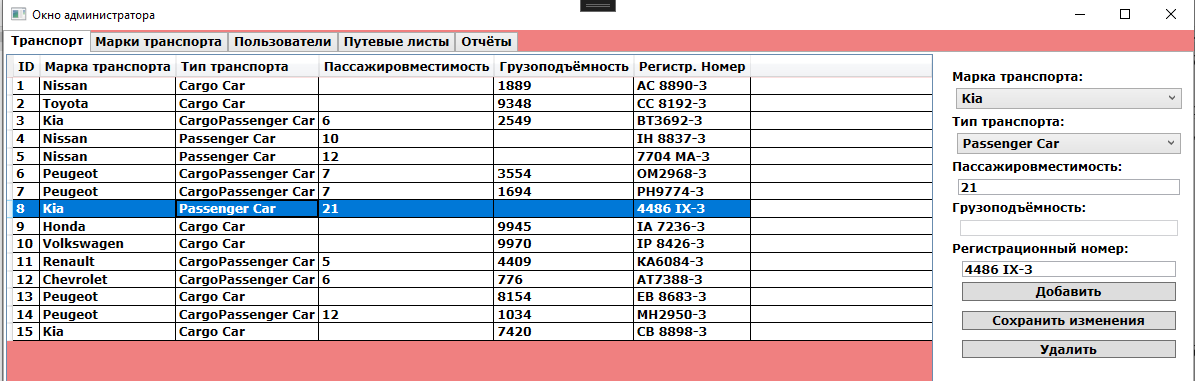 Окно администратора
Транспорт Марки транспорта Пользователи Путевые листы Отчёты
ID Марка транспорта Тип транспорта Пассажировместимость Грузоподъёмность Регистр. Номер
1 Nissan Cargo Car 1889 AC 8890-3
2 Toyota Cargo Car 9348 CC 8192-3
3 Kia CargoPassenger Car 6 2549 BT3692-3
4 Nissan Passenger Car 10 IH 8837-3
5 Nissan Passenger Car 12 7704 MA-3
6 Peugeot CargoPassenger Car 7 3554 OM2968-3
7 Peugeot CargoPassenger Car 7 1694 PH9774-3
8 Kia Passenger Car 21 4486 IX-3
9 Honda Cargo Car 9945 IA 7236-3
10 Volkswagen Cargo Car 9970 IP 8426-3
11 Renault CargoPassenger Car 5 4409 KA6084-3
12 Chevrolet CargoPassenger Car 6 776 AT7388-3
13 Peugeot Cargo Car 8154 EB 8683-3
14 Peugeot CargoPassenger Car 12 1034 MH2950-3
15 Kia Cargo Car 7420 CB 8898-3
Марка транспорта:
Kia
Тип транспорта:
Passenger Car
Пассажировместимость:
21
Грузоподъёмность:
Регистрационный номер:
4486 IX-3
Добавить
Сохранить изменения
Удалить